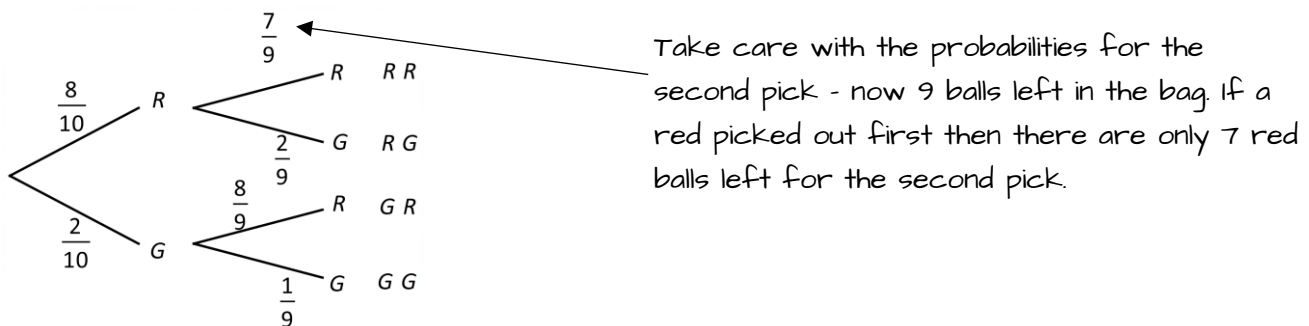 7
9
Take care with the probabilities for the
R R R
second pick - now 9 balls left in the bag. If a
8
10
R
red picked out first then there are only 7 red
G R G
2
9
balls left for the second pick.
8
9
R G R
2
10
G
G G G
1
9